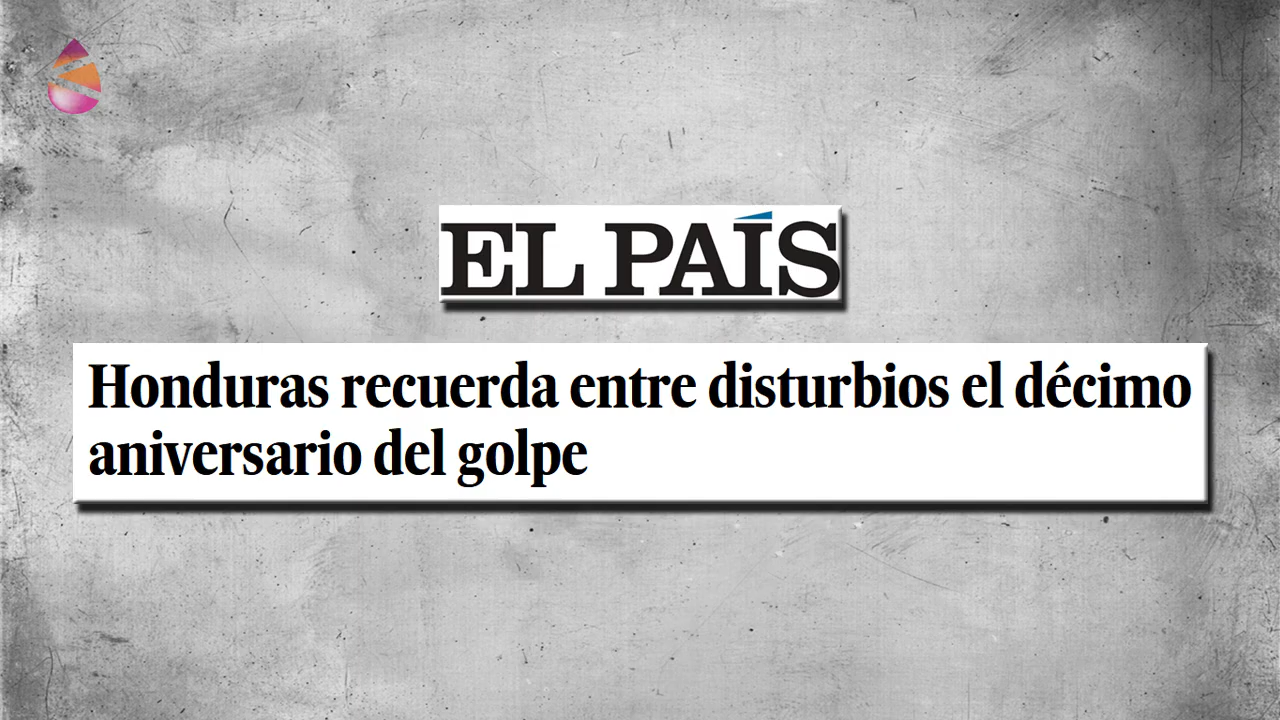 EL PAÍS
Honduras recuerda entre disturbios el décimo
aniversario del golpe